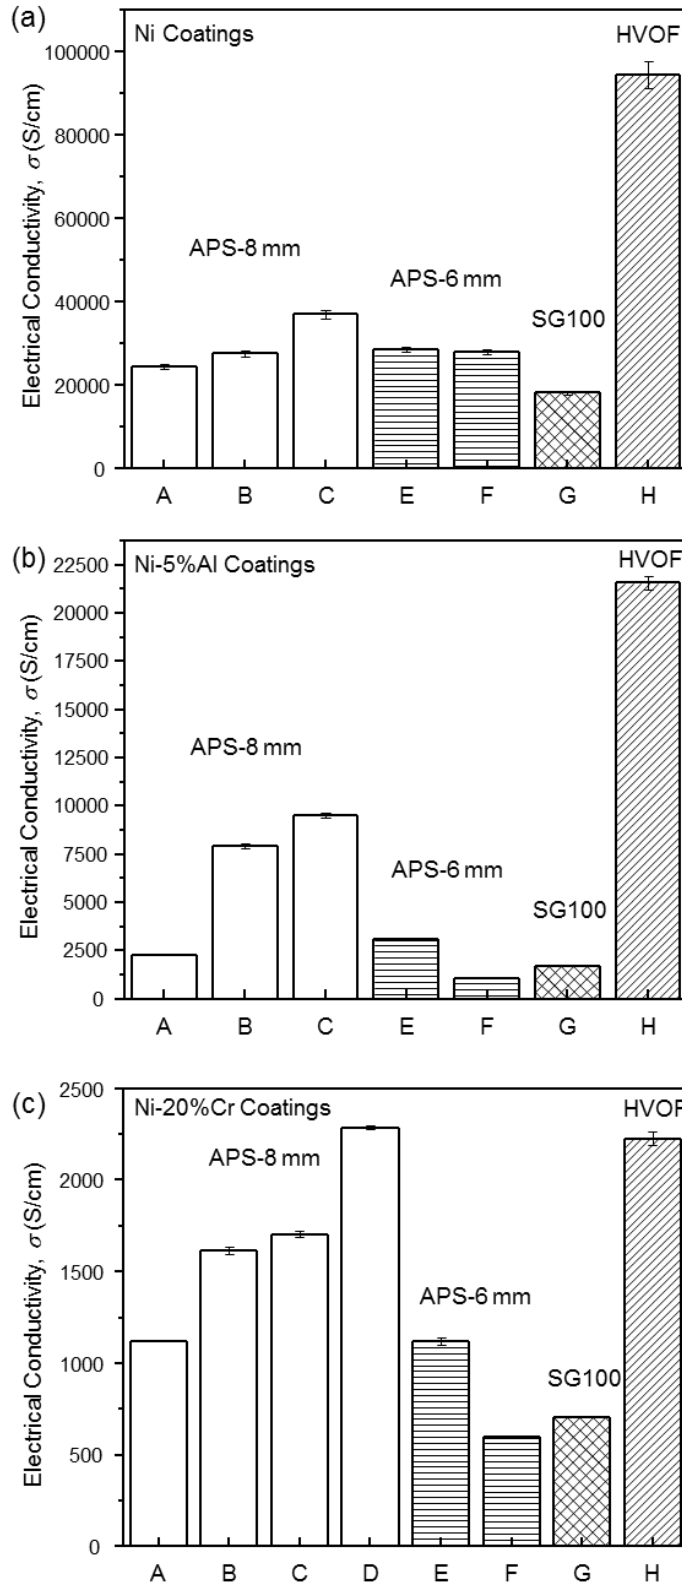 (a)
Ni Coatings
HVOF
100000
80000
60000
40000
20000
0
Electrical Conductivity, σ (S/cm)
APS-8 mm
APS-6 mm
SG100
A B C E F G H
(b)
Ni-5%Al Coatings
HVOF
22500
20000
17500
15000
12500
10000
7500
5000
2500
0
Electrical Conductivity, σ (S/cm)
APS-8 mm
APS-6 mm
SG100
A B C E F G H
(c)
Ni-20%Cr Coatings
HVOF
2500
2000
1500
1000
500
0
Electrical Conductivity, σ (S/cm)
APS-8 mm
APS-6 mm
SG100
A B C D E F G H